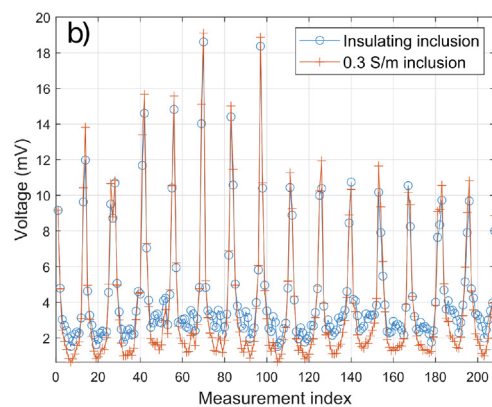 b)
Insulating inclusion
0.3 S/m inclusion
Voltage (mV)
20
18
16
14
12
10
8
6
4
2
0 20 40 60 80 100 120 140 160 180 200
Measurement index